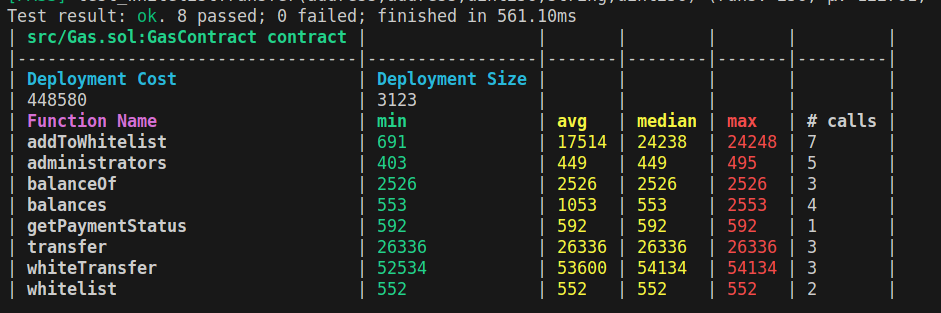 Test result: ok. 8 passed; 0 failed; finished in 561.10ms
| src/Gas.sol:GasContract contract | | | | | |
|----------------------------------|-----------------|-------|--------|-------|---------|
| Deployment Cost | Deployment Size | | | | |
| 448580 | 3123 | | | | |
| Function Name | min | avg | median | max | # calls |
| addToWhitelist | 691 | 17514 | 24238 | 24248 | 7 |
| administrators | 403 | 449 | 449 | 495 | 5 |
| balanceOf | 2526 | 2526 | 2526 | 2526 | 3 |
| balances | 553 | 1053 | 553 | 2553 | 4 |
| getPaymentStatus | 592 | 592 | 592 | 592 | 1 |
| transfer | 26336 | 26336 | 26336 | 26336 | 3 |
| whiteTransfer | 52534 | 53600 | 54134 | 54134 | 3 |
| whitelist | 552 | 552 | 552 | 552 | 2 |